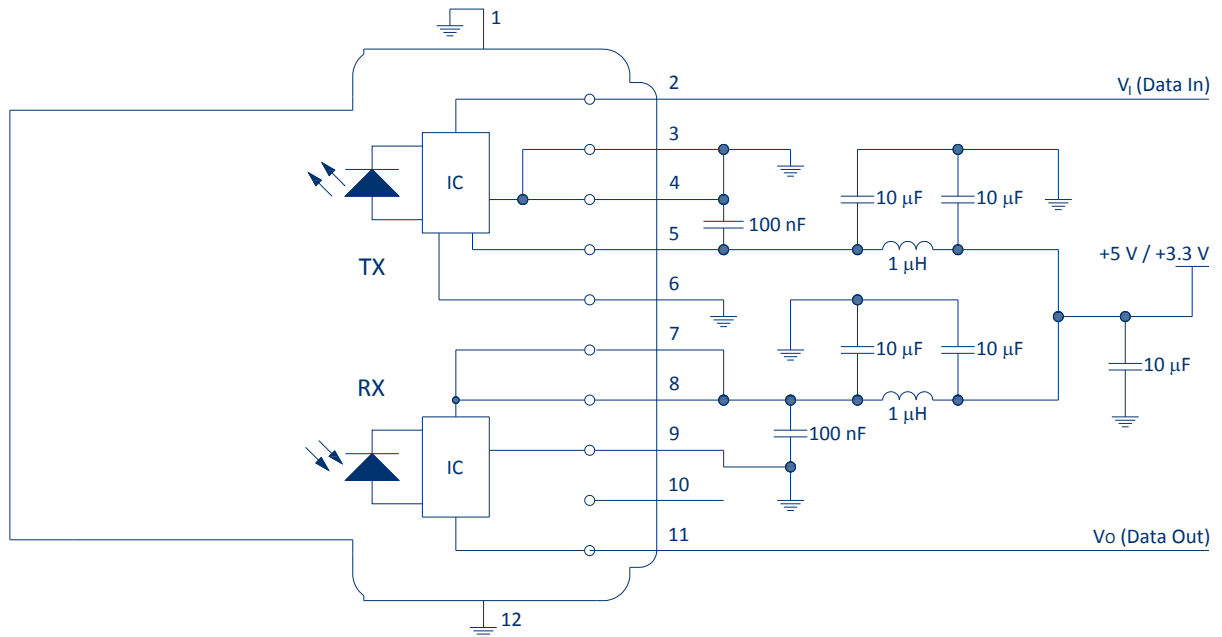 1
2
V<sub>I</sub> (Data In)
3
IC
4
10 μF
10 μF
100 nF
5
+5 V / +3.3 V
TX
1 μH
6
7
10 μF
10 μF
10 μF
RX
8
1 μH
9
100 nF
IC
10
11
Vo (Data Out)
12